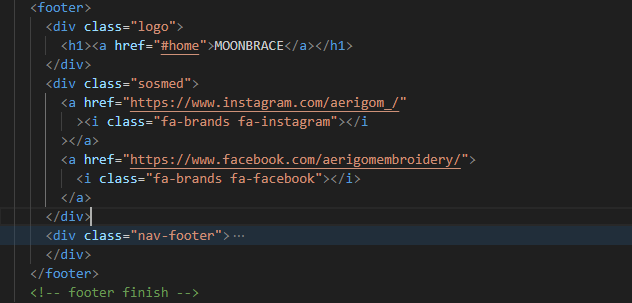 <footer>
<div class="logo">
<h1><a href="#home">MOONBRACE</a></h1>
</div>
<div class="sosmed">
<a href="https://www.instagram.com/aerigom_/"
><i class="fa-brands fa-instagram"></i
></a>
<a href="https://www.facebook.com/aerigomembroidery/">
<i class="fa-brands fa-facebook"></i>
</a>
</div>
<div class="nav-footer">⋯
</div>
</footer>
<!-- footer finish -->